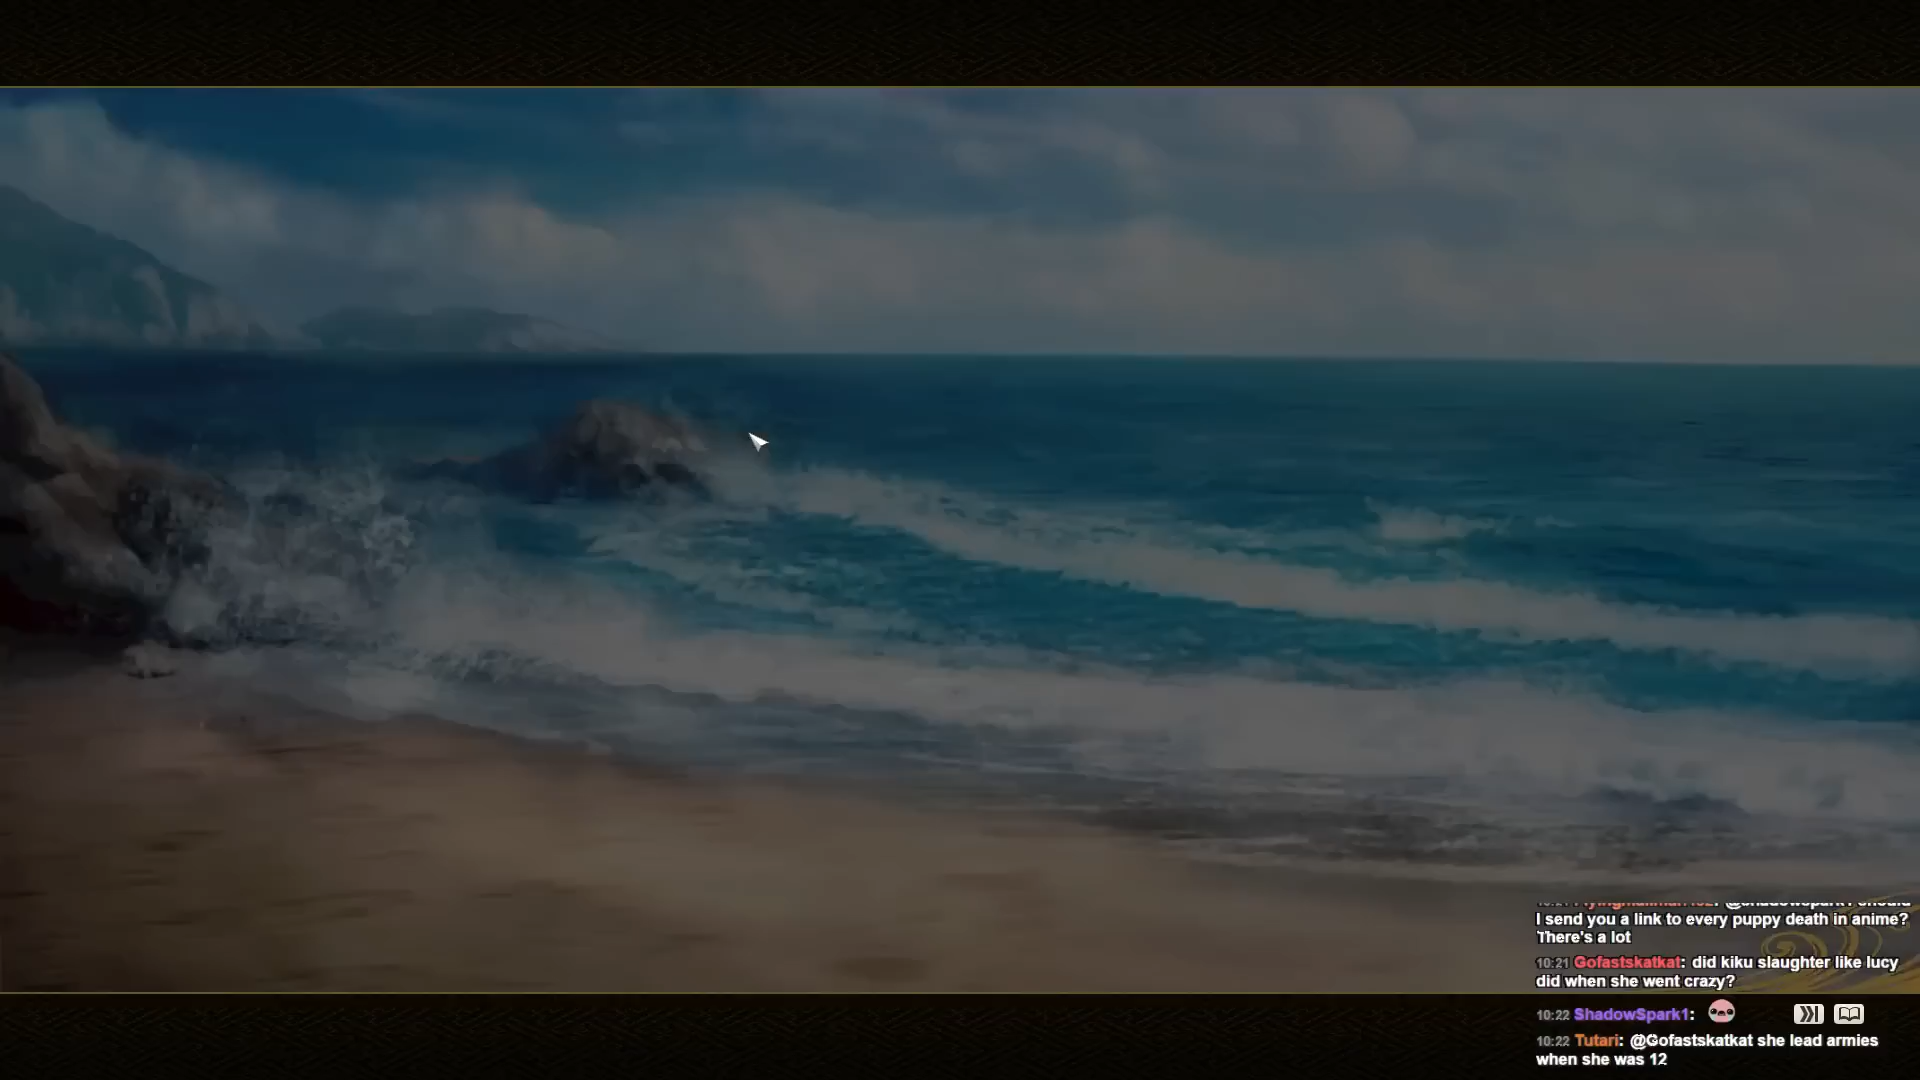 I send you a link to every puppy death in anime?
There's a lot
10:21 Gofastskatkat: did kiku slaughter like lucy
did when she went crazy?
10:22 ShadowSpark1:
10:22 Tutari: @Gofastskatkat she lead armies
when she was 12